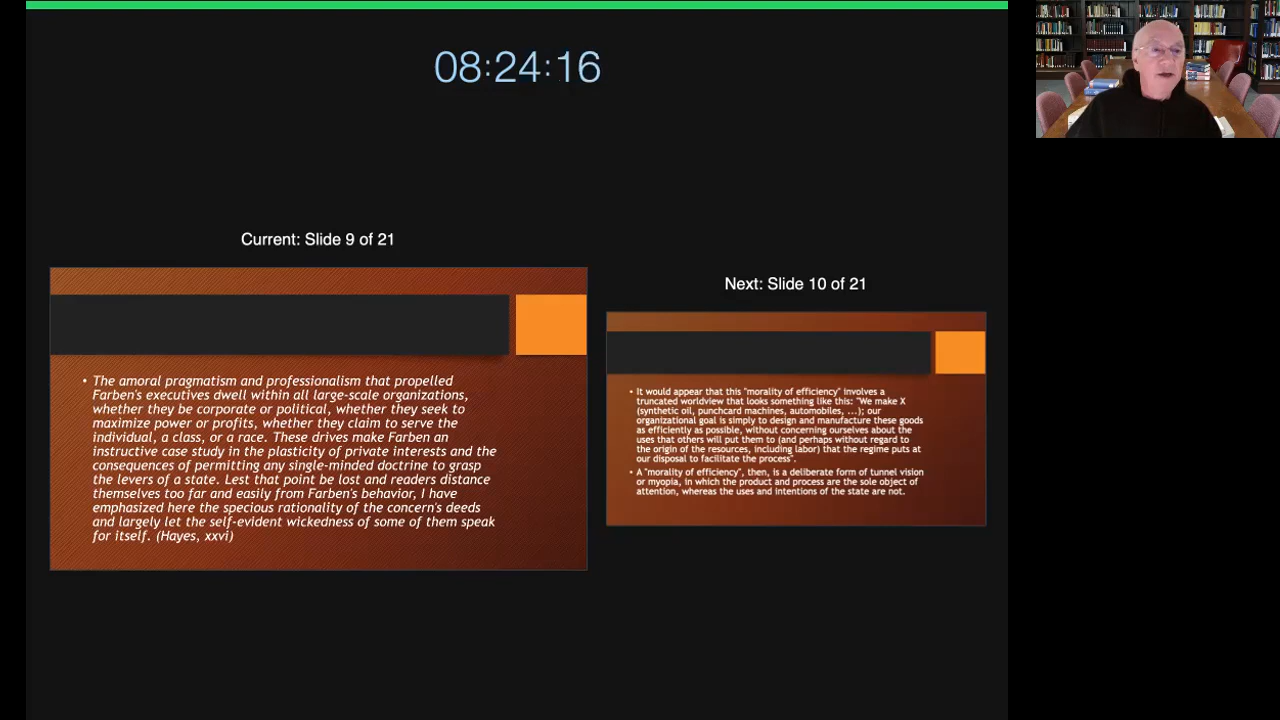 08:24:16
Current: Slide 9 of 21
Next: Slide 10 of 21
• The amoral pragmatism and professionalism that propelled
Farben's executives dwell within all large-scale organizations,
whether they be corporate or political, whether they seek to
maximize power or profits, whether they claim to serve the
individual, a class, or a race. These drives make Farben an
instructive case study in the plasticity of private interests and the
consequences of permitting any single-minded doctrine to grasp
the levers of a state. Lest that point be lost and readers distance
themselves too far and easily from Farben's behavior, I have
emphasized here the specious rationality of the concern's deeds
and largely let the self-evident wickedness of some of them speak
for itself. (Hayes, xxvi)
• It would appear that this "morality of efficiency" involves a
truncated worldview that looks something like this: "We make X
(synthetic oil, punchcard machines, automobiles, ...); our
organizational goal is simply to design and manufacture these goods
as efficiently as possible, without concerning ourselves about the
uses that others will put them to (and perhaps without regard to
the origin of the resources, including labor) that the regime puts at
our disposal to facilitate the process".
• A "morality of efficiency", then, is a deliberate form of tunnel vision
or myopia, in which the product and process are the sole object of
attention, whereas the uses and intentions of the state are not.